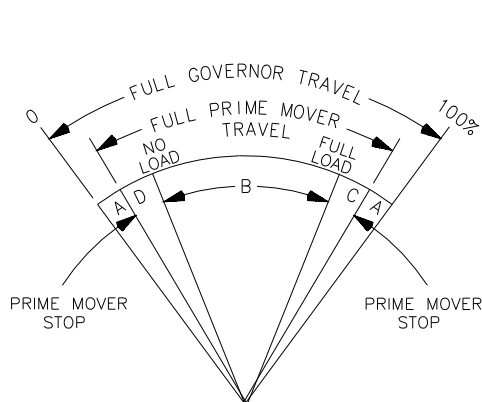 FULL GOVERNOR TRAVEL
0
100%
FULL PRIME MOVER
TRAVEL
NO
LOAD
FULL
LOAD
A
D
B
C
A
PRIME MOVER
STOP
PRIME MOVER
STOP